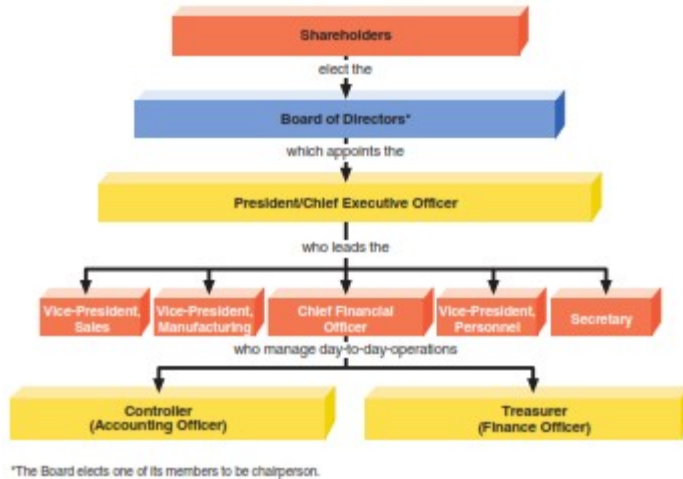 Shareholders
elect the
Board of Directors*
which appoints the
President/Chief Executive Officer
who leads the
Vice-President,
Sales
Vice-President,
Manufacturing
Chief Financial
Officer
Vice-President,
Personnel
Secretary
who manage day-to-day-operations
Controller
(Accounting Officer)
Treasurer
(Finance Officer)
*The Board elects one of its members to be chairperson.